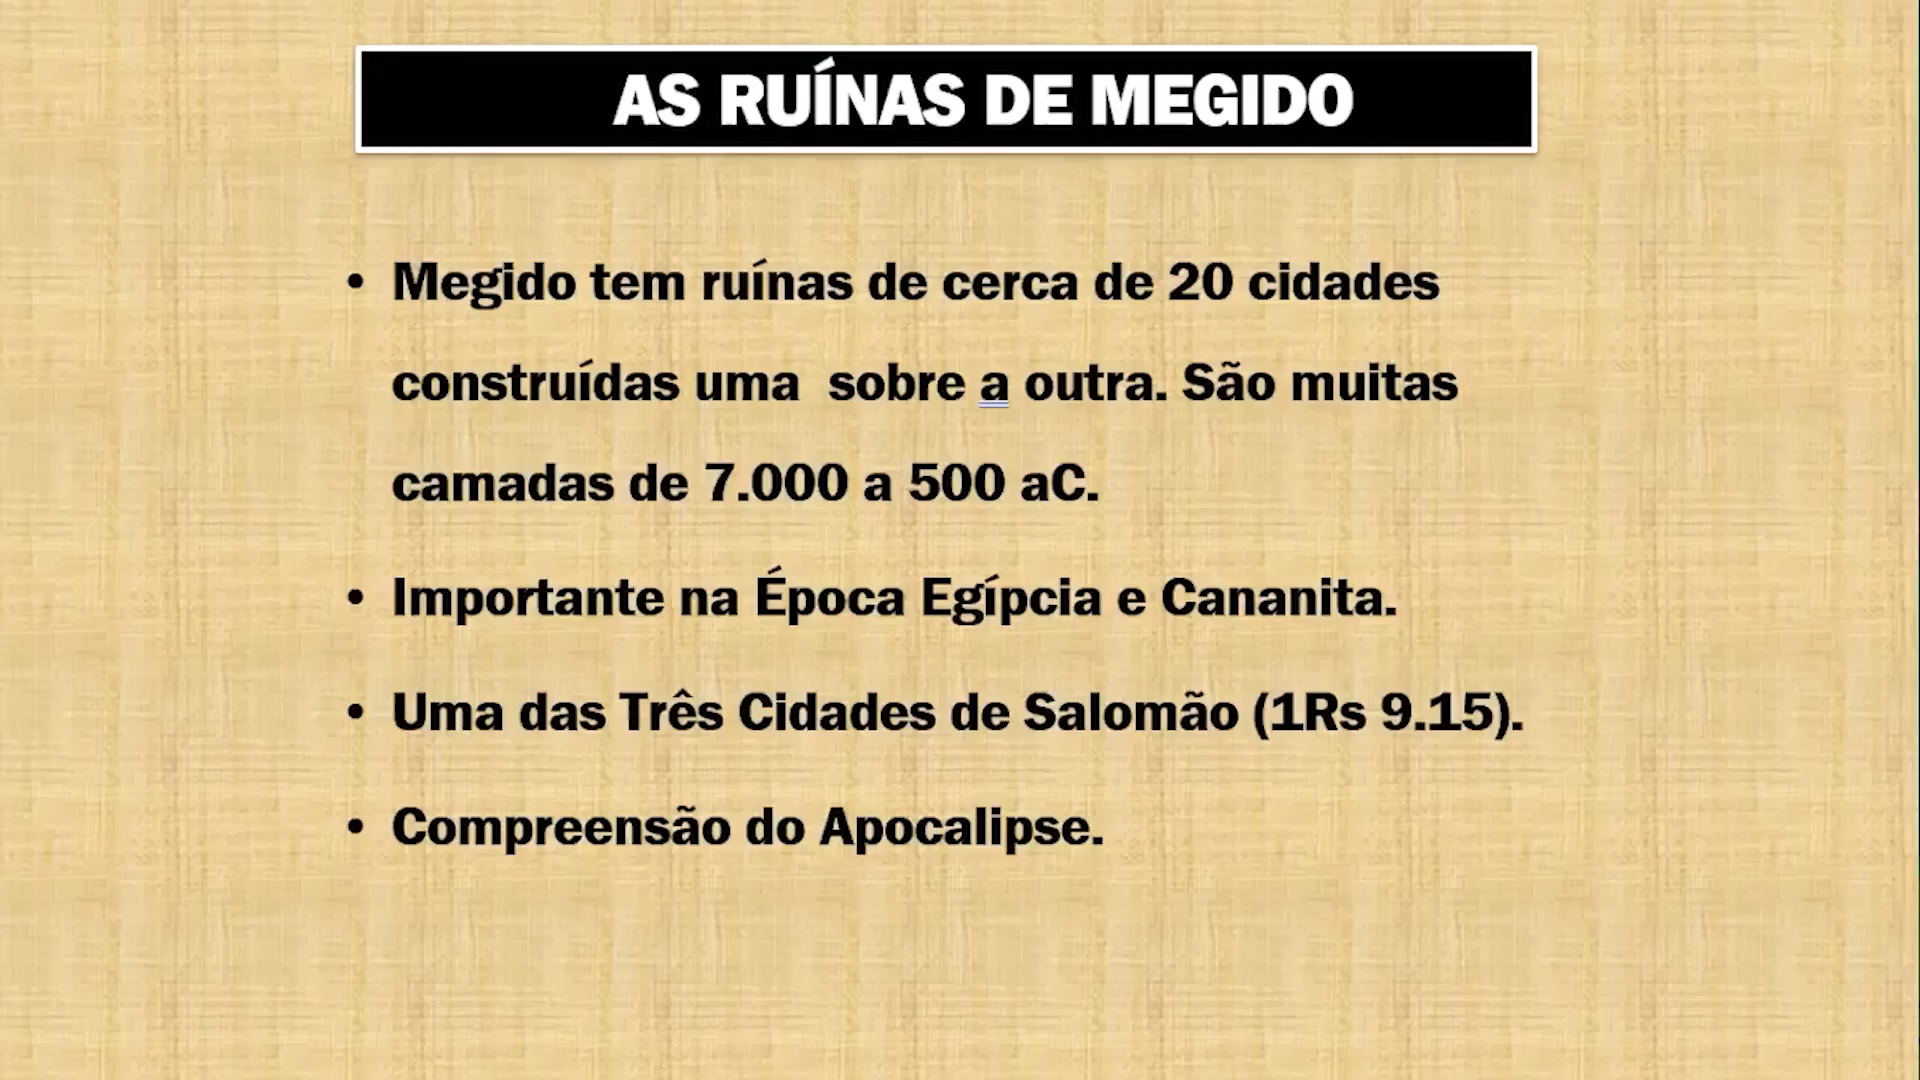 AS RUÍNAS DE MEGIDO
• Megido tem ruínas de cerca de 20 cidades
construídas uma  sobre a outra. São muitas
camadas de 7.000 a 500 aC.
• Importante na Época Egípcia e Cananita.
• Uma das Três Cidades de Salomão (1Rs 9.15).
• Compreensão do Apocalipse.